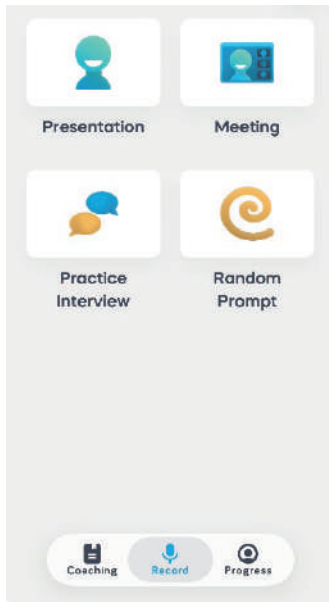 Presentation
Meeting
Practice
Interview
Random
Prompt
Coaching
Record
Progress